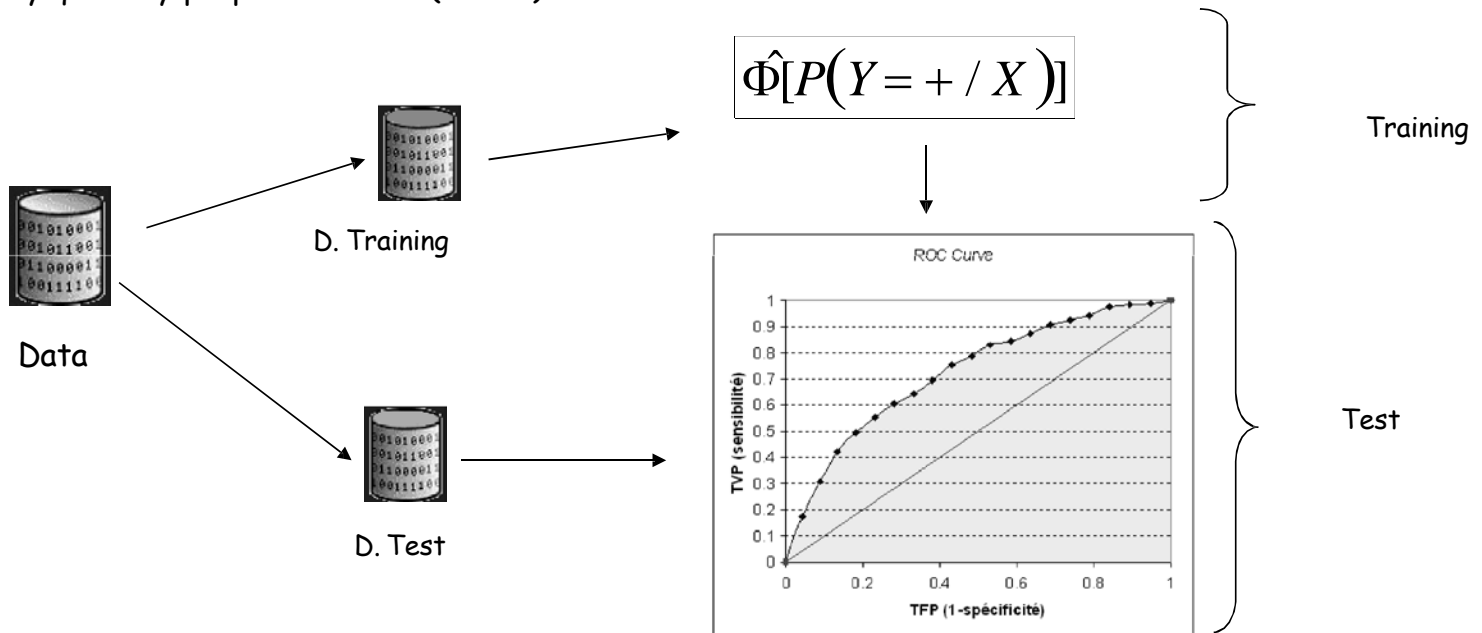 Φ̂[P(Y = + / X )]
Training
D. Training
Data
ROC Curve
1
0.9
0.8
0.7
0.6
0.5
0.4
0.3
0.2
0.1
0
TVP (sensibilité)
0 0.2 0.4 0.6 0.8 1
TFP (1-spécificité)
Test
D. Test